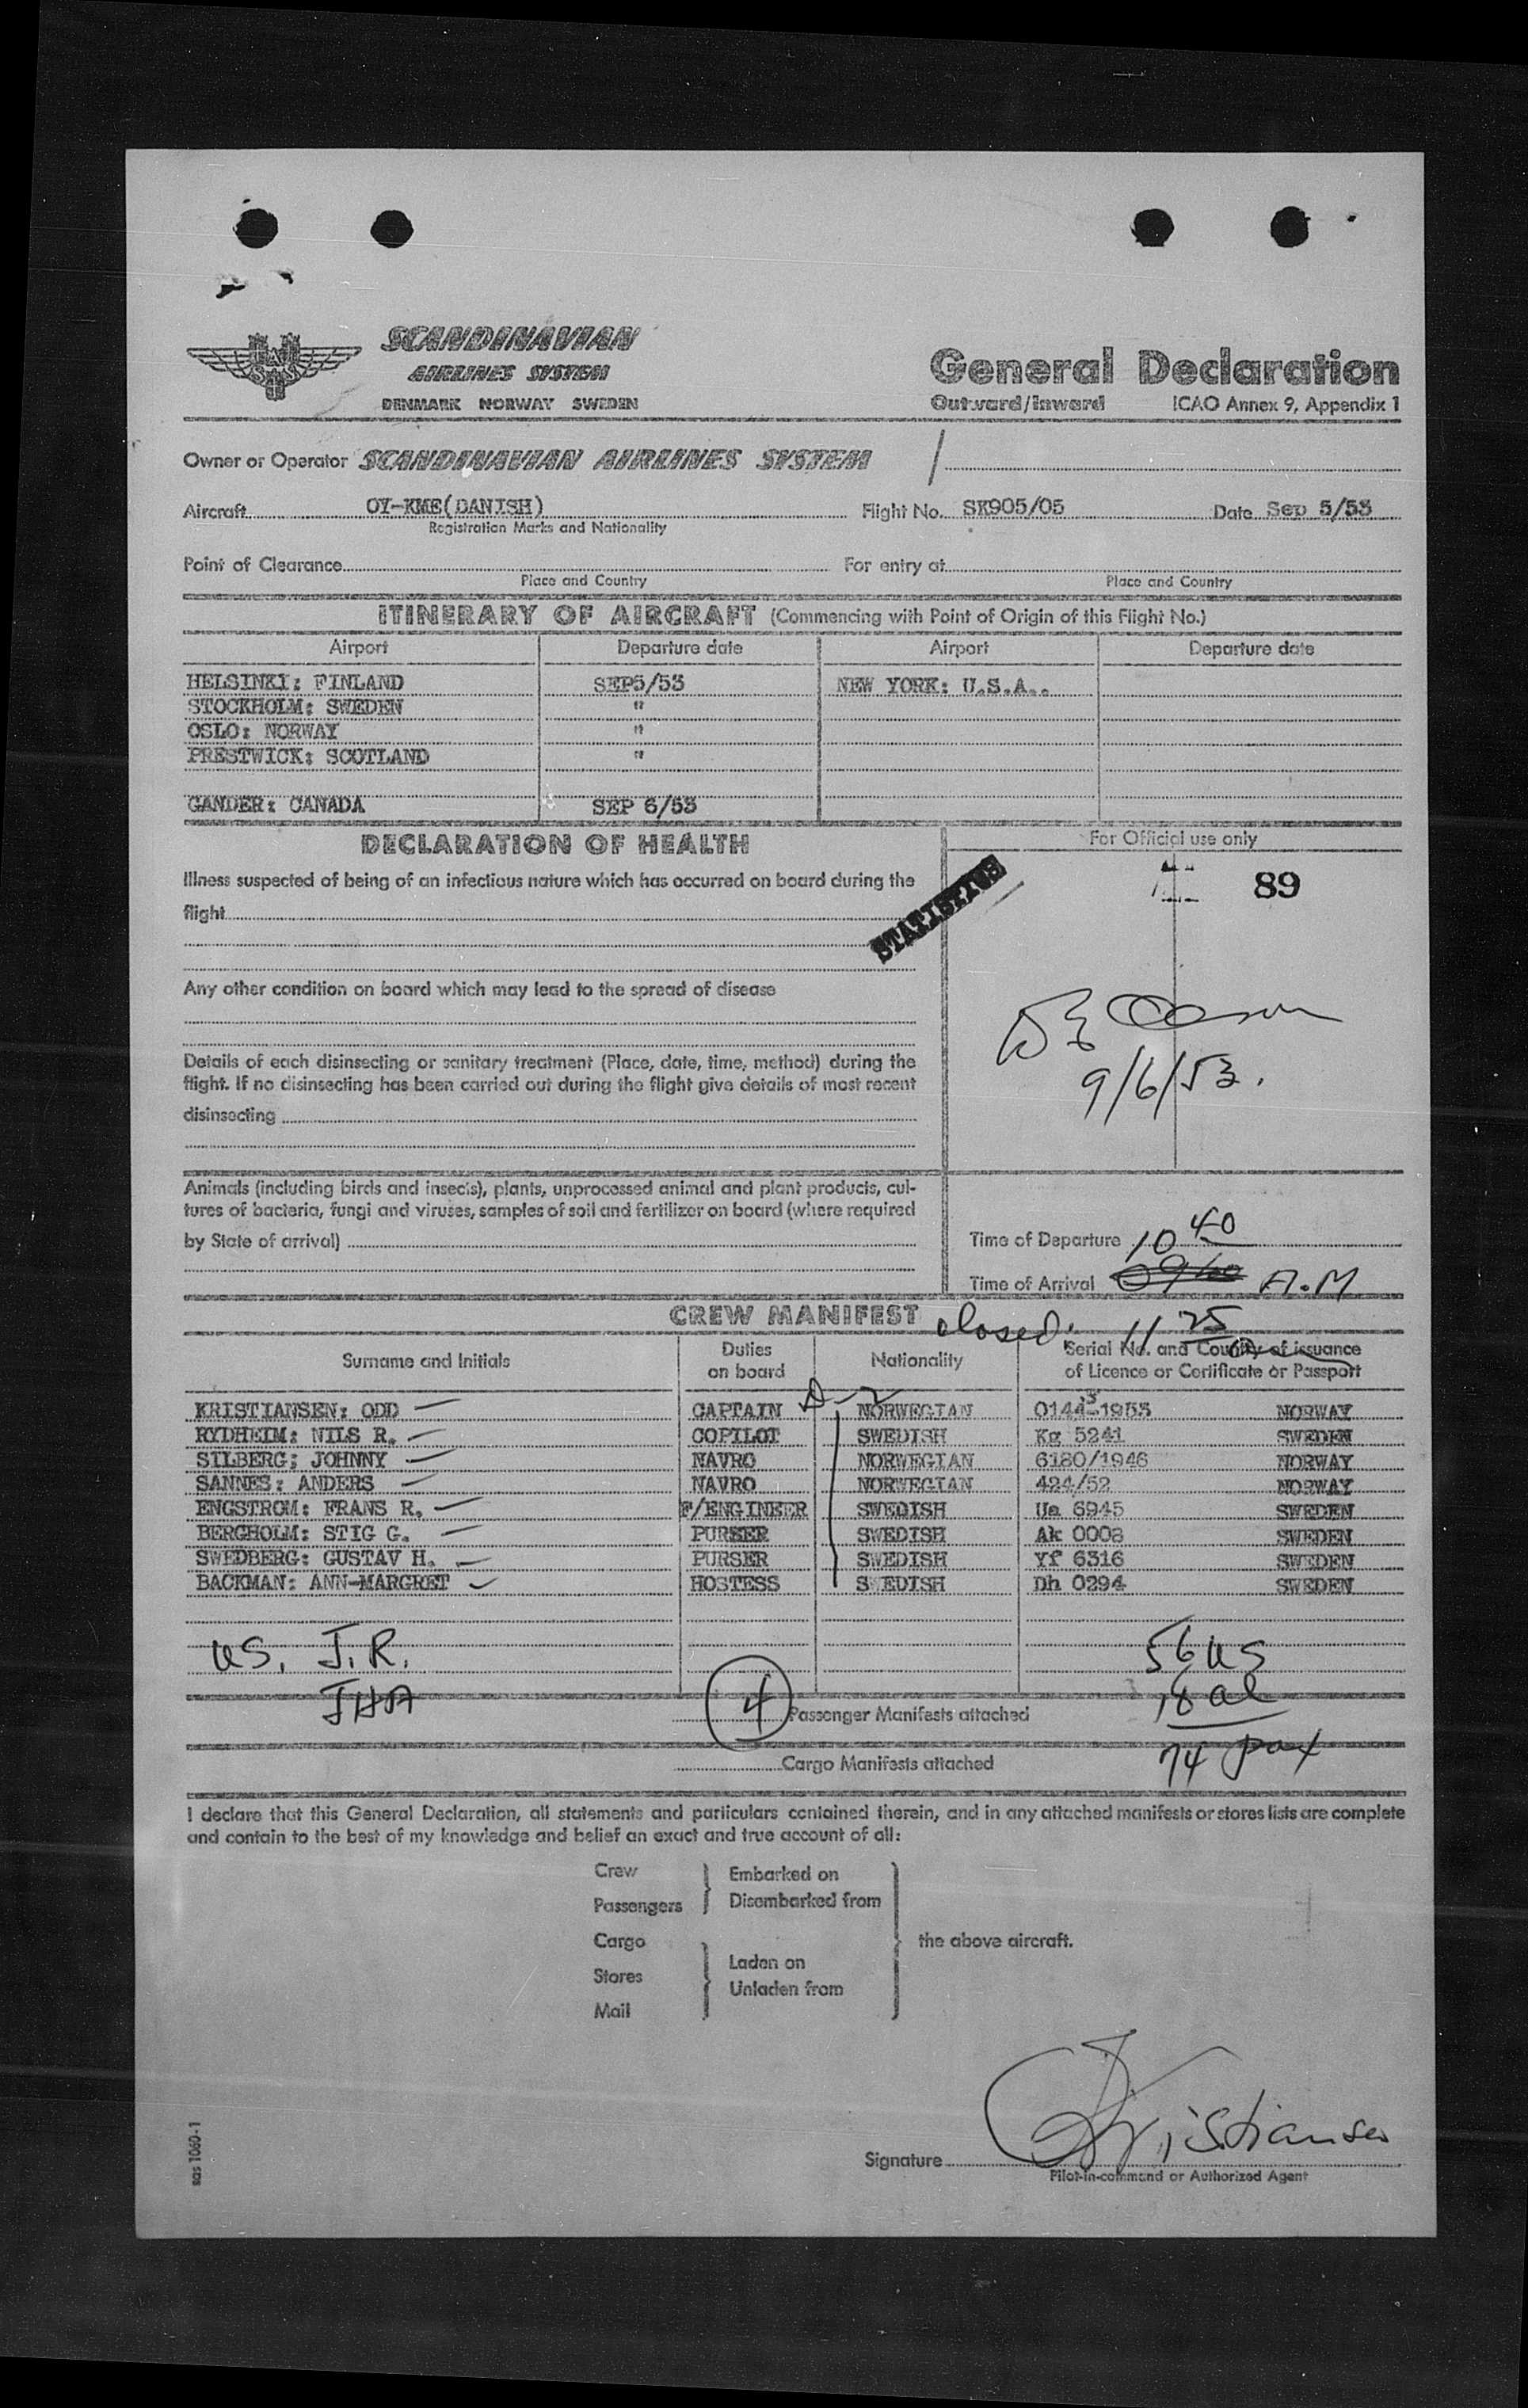 SCANDINAVIAN
AIRLINES SYSTEM
DENMARK NORWAY SWEDEN
General Declaration
Outward/Inward ICAO Annex 9, Appendix 1
Owner or Operator SCANDINAVIAN AIRLINES SYSTEM
Aircraft OY-KME(DANISH) Flight No. SK905/05 Date Sep 5/53
Registration Marks and Nationality
Point of Clearance For entry at
Place and Country Place and Country
ITINERARY OF AIRCRAFT (Commencing with Point of Origin of this Flight No.)
Airport Departure date Airport Departure date
HELSINKI: FINLAND SEP5/53 NEW YORK: U.S.A..
STOCKHOLM: SWEDEN "
OSLO: NORWAY "
PRESTWICK: SCOTLAND "
GANDER: CANADA SEP 6/53
DECLARATION OF HEALTH For Official use only
89
Illness suspected of being of an infectious nature which has occurred on board during the
flight
STATISTICS
Any other condition on board which may lead to the spread of disease
Details of each disinsecting or sanitary treatment (Place, date, time, method) during the
flight. If no disinsecting has been carried out during the flight give details of most recent
disinsecting
9/6/53.
Animals (including birds and insects), plants, unprocessed animal and plant products, cul-
tures of bacteria, fungi and viruses, samples of soil and fertilizer on board (where required
by State of arrival)
Time of Departure 10 40
Time of Arrival A.M
CREW MANIFEST closed. 11 25
Surname and Initials Duties on board Nationality Serial No. and Country of issuance of Licence or Certificate or Passport
D-2
KRISTIANSEN: ODD CAPTAIN NORWEGIAN 0144-1953 NORWAY
RYDHEIM: NILS R. COPILOT SWEDISH Kg 5241 SWEDEN
SILBERG; JOHNNY NAVRO NORWEGIAN 6180/1946 NORWAY
SANNES: ANDERS NAVRO NORWEGIAN 424/52 NORWAY
ENGSTROM: FRANS R. F/ENGINEER SWEDISH Ua 6945 SWEDEN
BERGHOLM: STIG G. PURSER SWEDISH Ak 0008 SWEDEN
SWEDBERG: GUSTAV H. PURSER SWEDISH Yf 6316 SWEDEN
BACKMAN: ANN-MARGRET HOSTESS SWEDISH Dh 0294 SWEDEN
US. J.R. 56 US
JHA 18 al
4 Passenger Manifests attached
74 pax
Cargo Manifests attached
I declare that this General Declaration, all statements and particulars contained therein, and in any attached manifests or stores lists are complete
and contain to the best of my knowledge and belief an exact and true account of all:
Crew Embarked on
Passengers Disembarked from
Cargo the above aircraft.
Laden on
Stores
Unladen from
Mail
sas 1060-1
Signature Kristiansen
Pilot-in-command or Authorized Agent